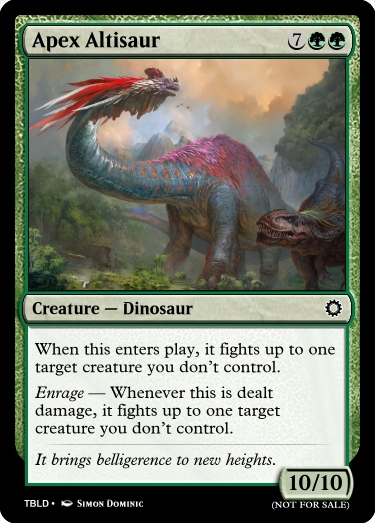 Apex Altisaur 7
Creature — Dinosaur
When this enters play, it fights up to one
target creature you don't control.
Enrage — Whenever this is dealt
damage, it fights up to one target
creature you don't control.
It brings belligerence to new heights.
10/10
TBLD • Simon Dominic
(NOT FOR SALE)